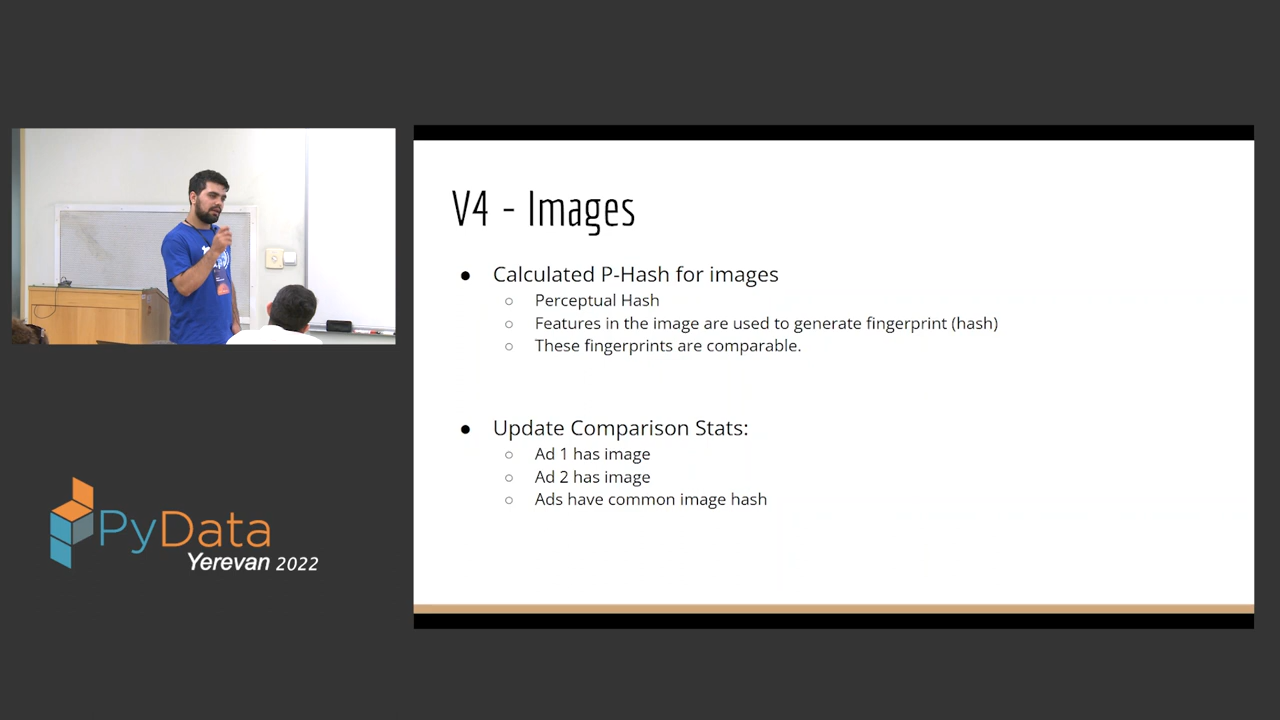 V4 - Images
● Calculated P-Hash for images
○ Perceptual Hash
○ Features in the image are used to generate fingerprint (hash)
○ These fingerprints are comparable.
● Update Comparison Stats:
○ Ad 1 has image
○ Ad 2 has image
○ Ads have common image hash
PyData
Yerevan 2022